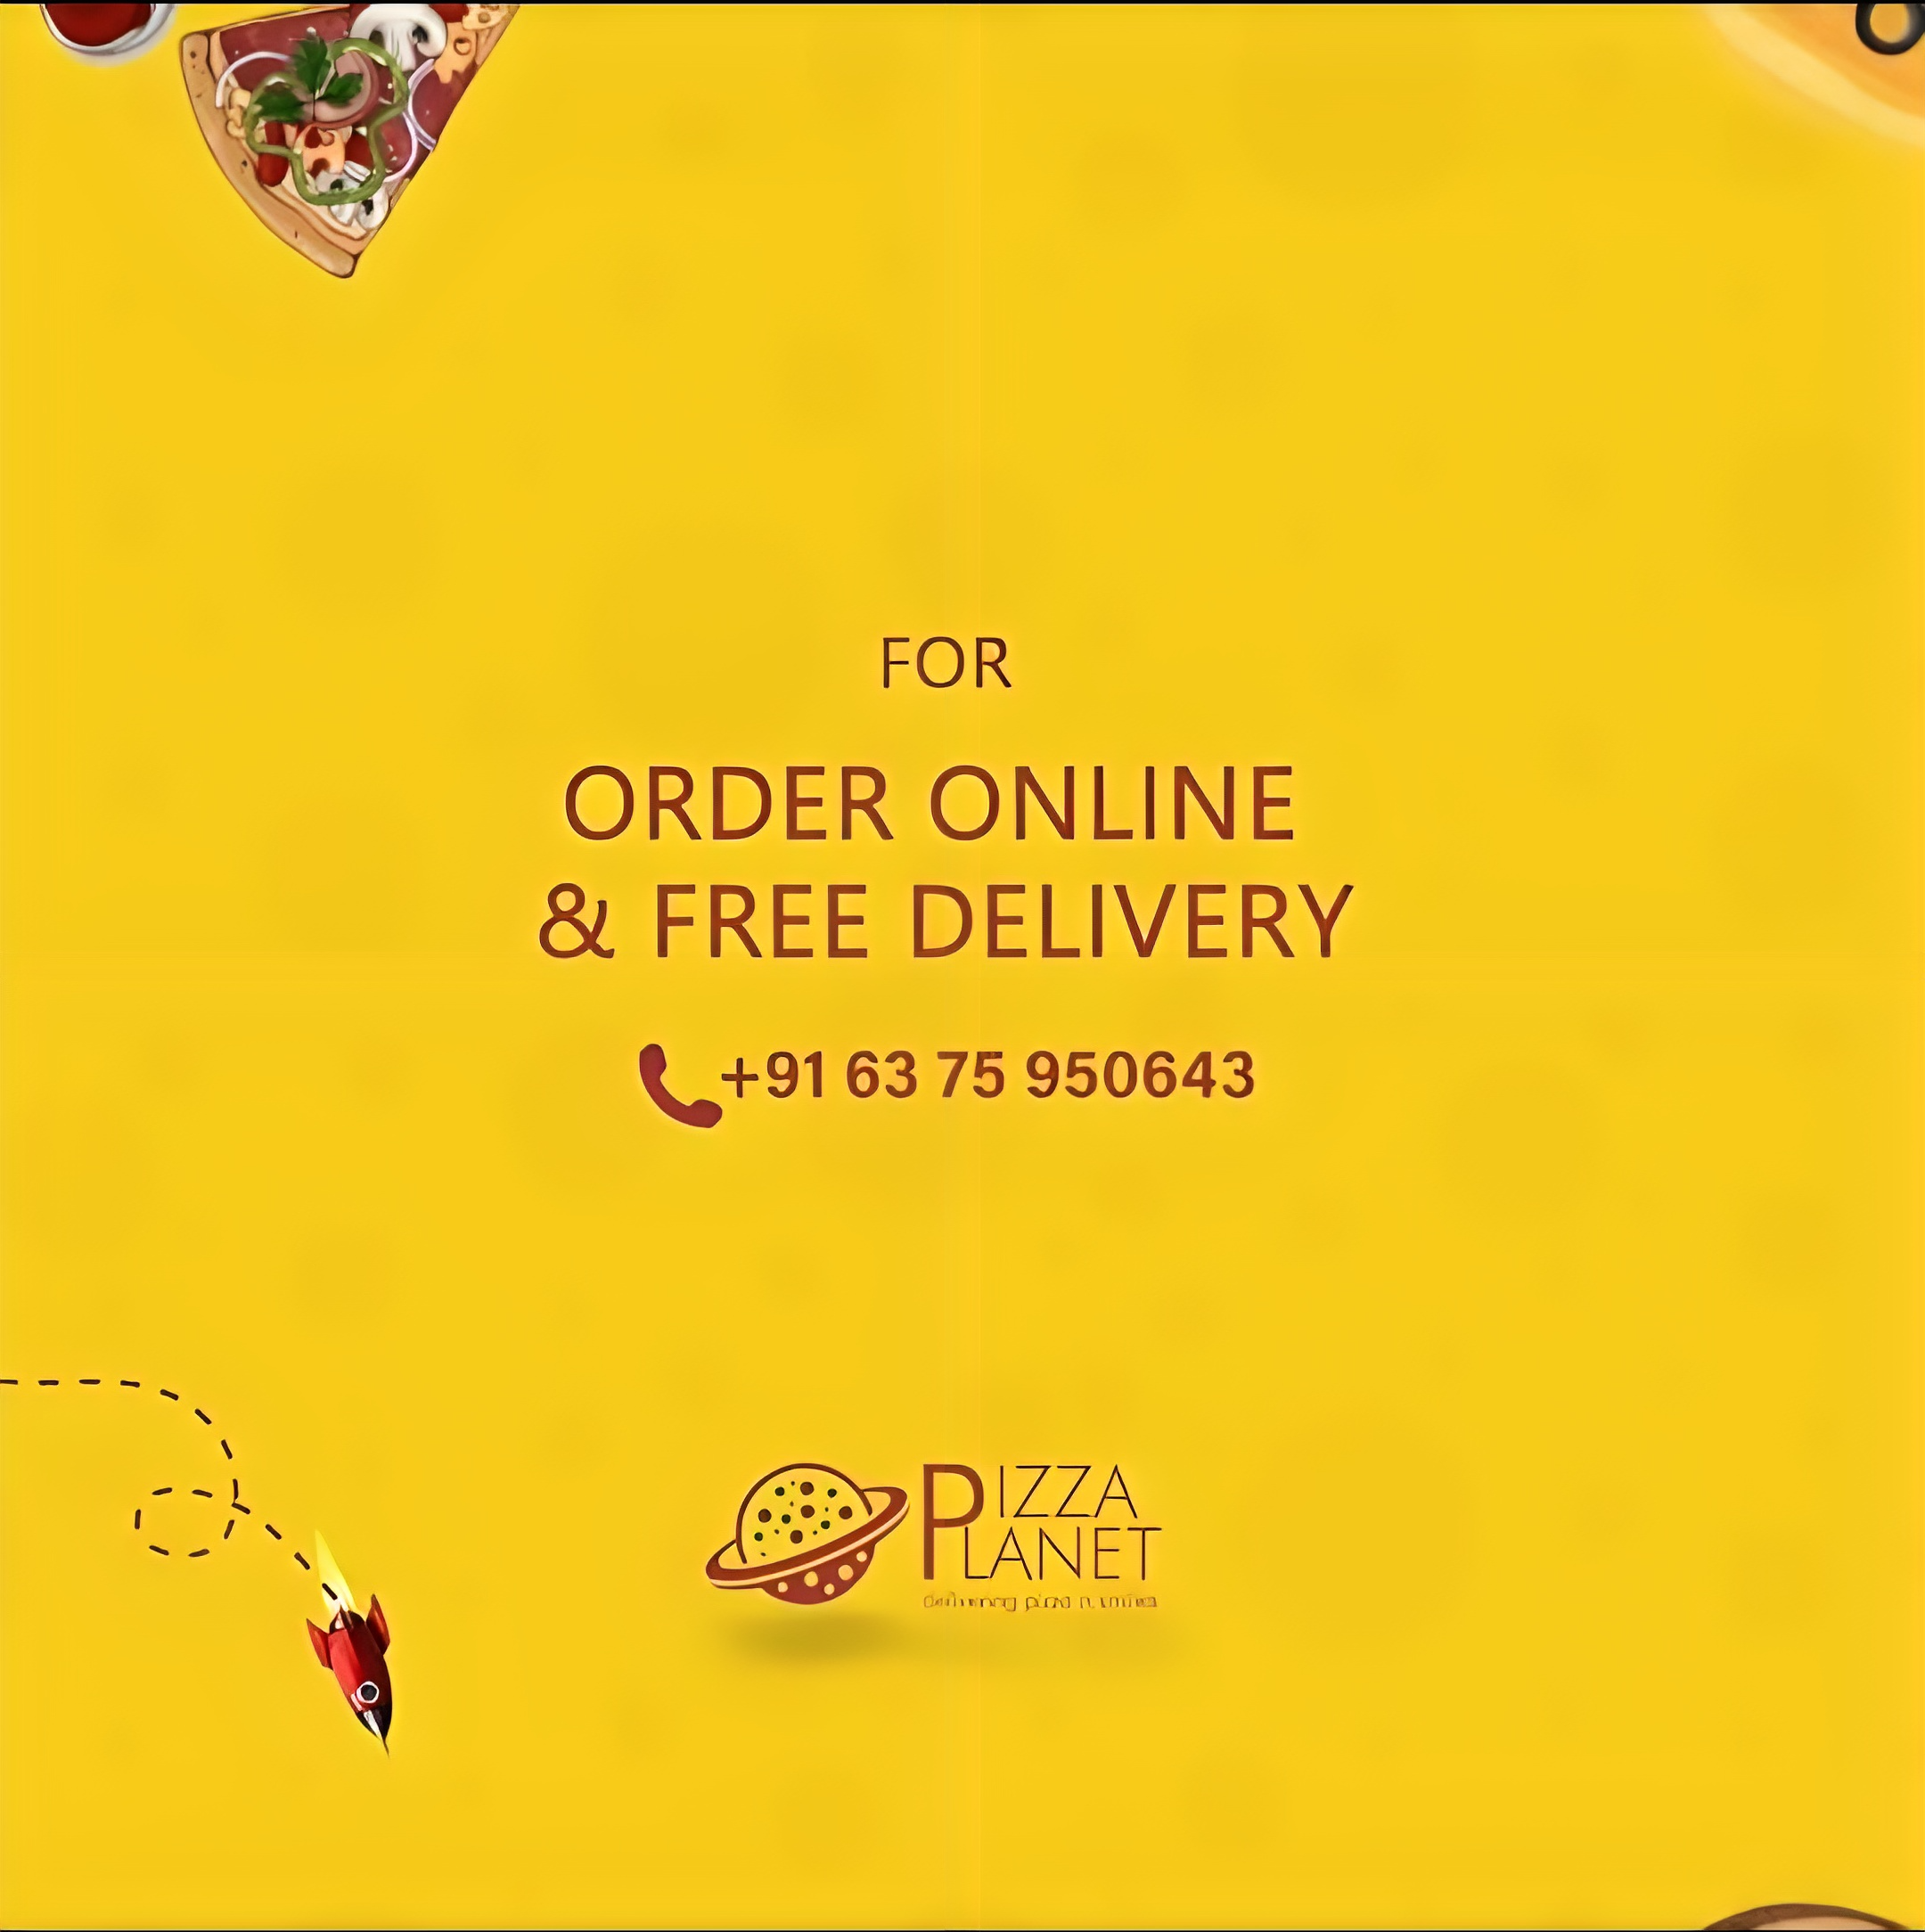 FOR
ORDER ONLINE
& FREE DELIVERY
+91 63 75 950643
PIZZA
PLANET